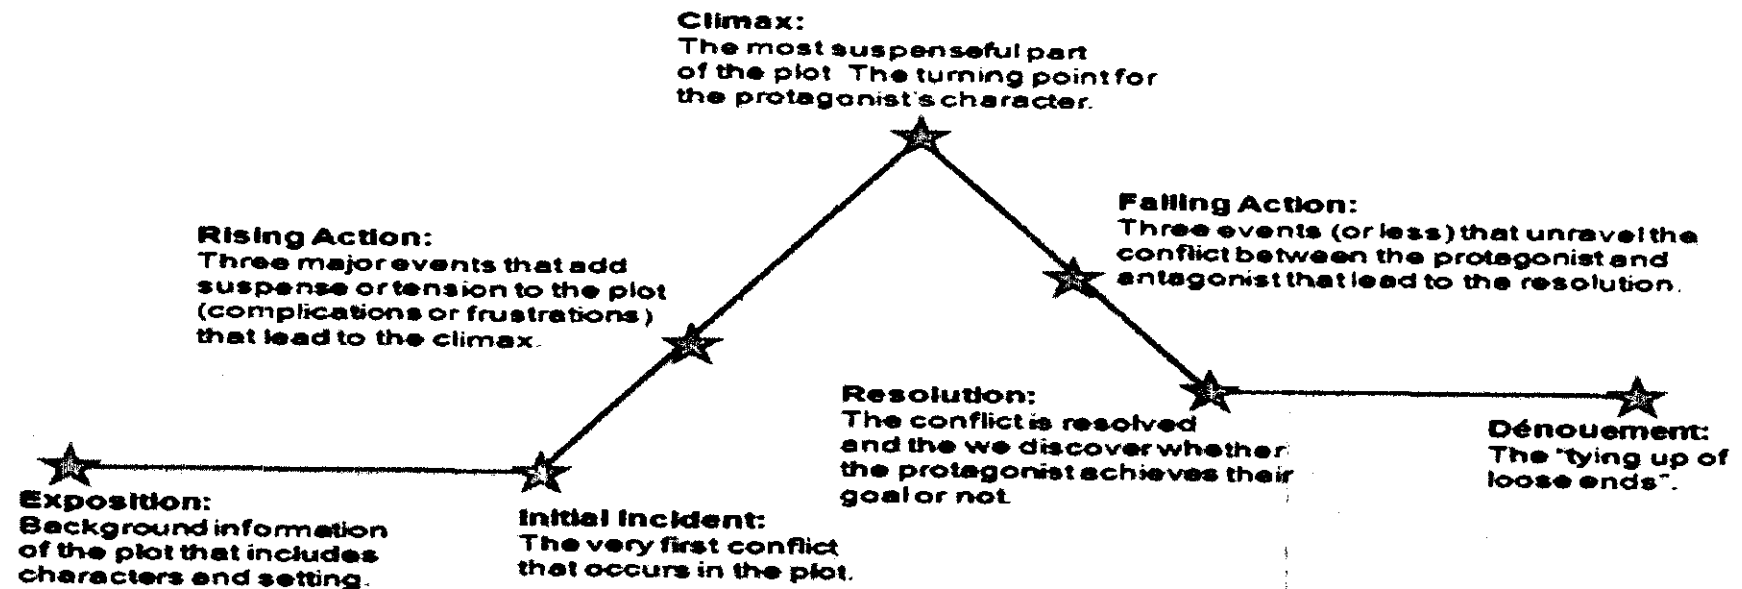 Climax:
The most suspenseful part
of the plot The turning point for
the protagonist's character.
Rising Action:
Three major events that add
suspense or tension to the plot
(complications or frustrations)
that lead to the climax.
Falling Action:
Three events (or less) that unravel the
conflict between the protagonist and
antagonist that lead to the resolution.
Resolution:
The conflict is resolved
and the we discover whether
the protagonist achieves their
goal or not.
Dénouement:
The "tying up of
loose ends".
Exposition:
Background information
of the plot that includes
characters and setting.
Initial Incident:
The very first conflict
that occurs in the plot.